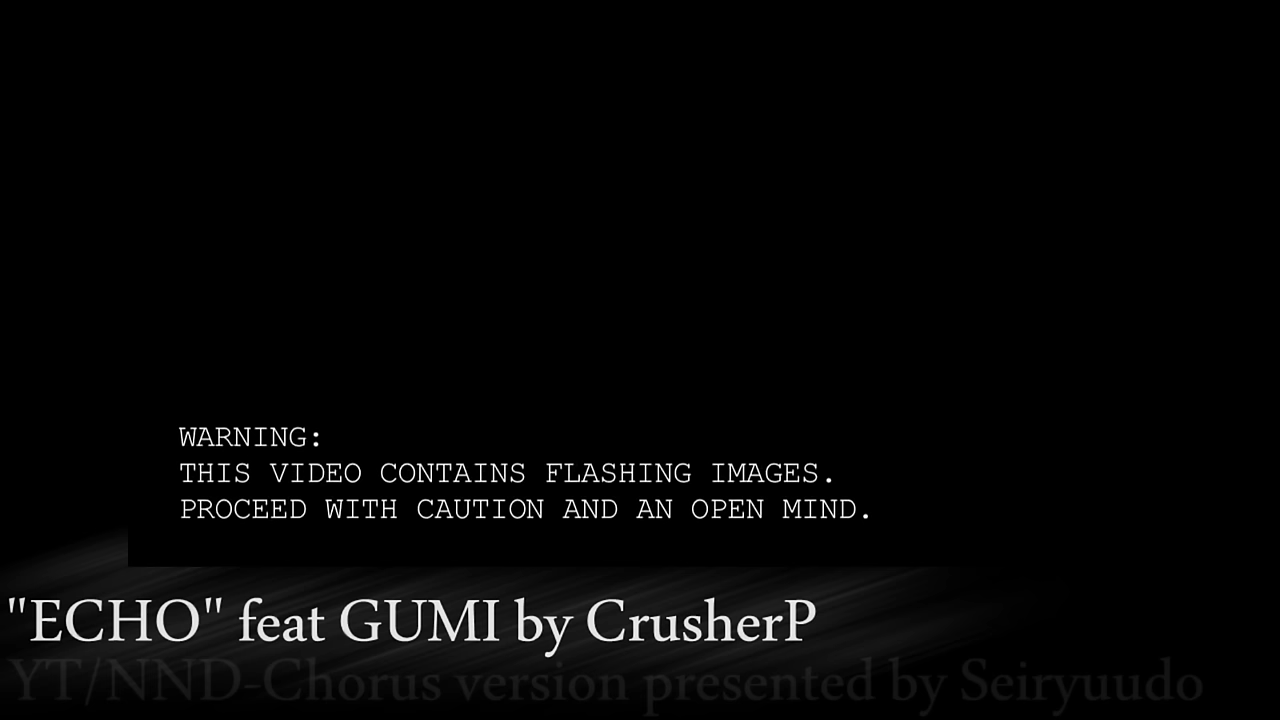 WARNING:
THIS VIDEO CONTAINS FLASHING IMAGES.
PROCEED WITH CAUTION AND AN OPEN MIND.
"ECHO" feat GUMI by CrusherP
YT/NND-Chorus version presented by Seiryuudo